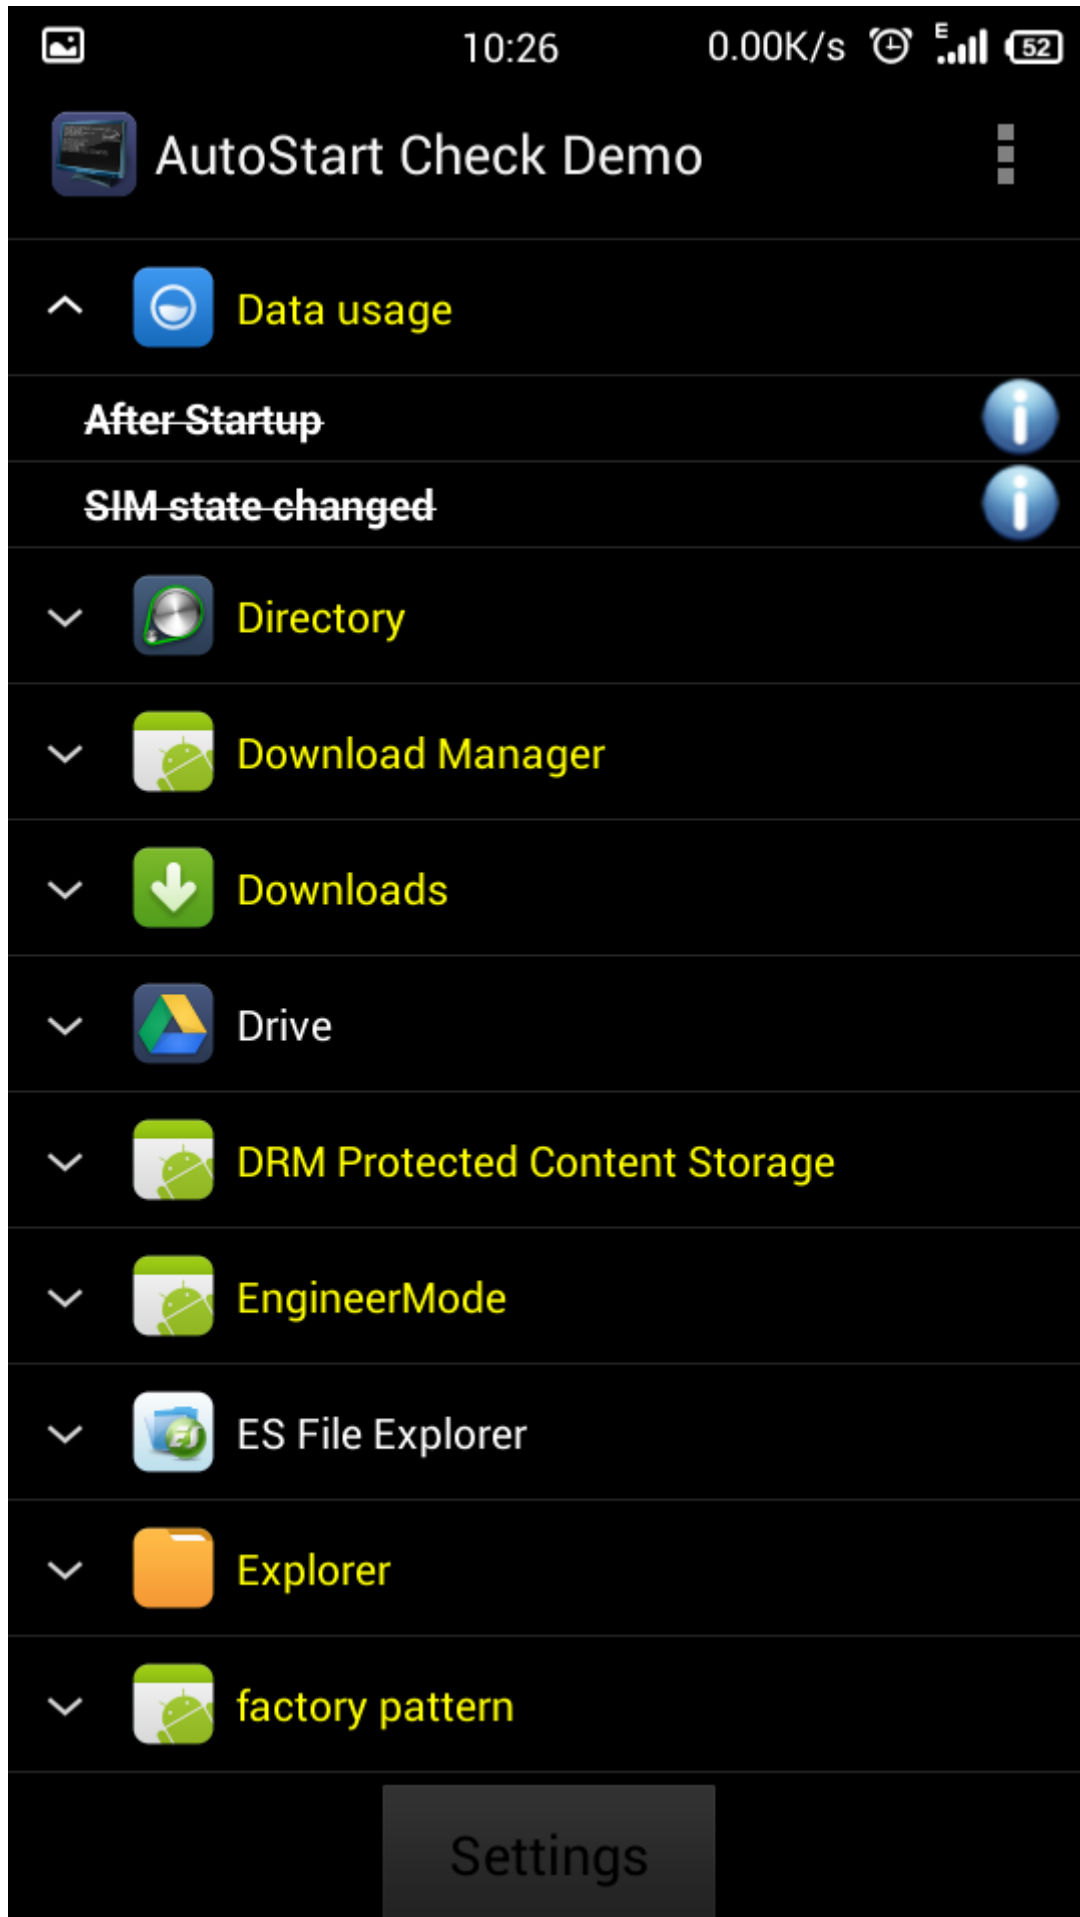 10:26 0.00K/s E 52
AutoStart Check Demo
Data usage
After Startup
SIM state changed
Directory
Download Manager
Downloads
Drive
DRM Protected Content Storage
EngineerMode
ES File Explorer
Explorer
factory pattern
Settings